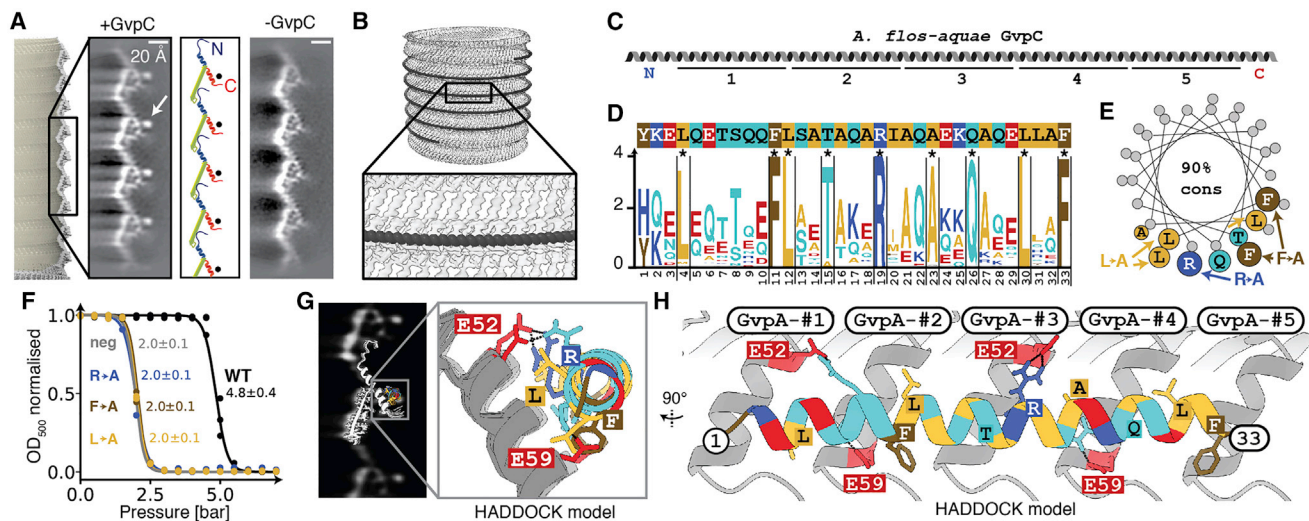 A
+GvpC
-GvpC
20 Å
N
C
B
C
A. flos-aquae GvpC
N
1
2
3
4
5
C
D
YKELQETSQQFLSATAQARIAQAEKQAQELLAF
4
2
0
1 2 3 4 5 6 7 8 9 10 11 12 13 14 15 16 17 18 19 20 21 22 23 24 25 26 27 28 29 30 31 32 33
E
90%
cons
F
L
A
L
L
R
Q
T
F
L→A
R→A
F→A
F
OD500 normalised
1.0
0.5
0.0
neg 2.0±0.1
R→A 2.0±0.1
F→A 2.0±0.1
L→A 2.0±0.1
WT
4.8±0.4
0.0 2.5 5.0
Pressure [bar]
G
E52
R
L
F
E59
HADDOCK model
90°
H
GvpA-#1
GvpA-#2
GvpA-#3
GvpA-#4
GvpA-#5
E52
E52
1
L
L
F
T
R
A
Q
L
F
33
E59
E59
HADDOCK model